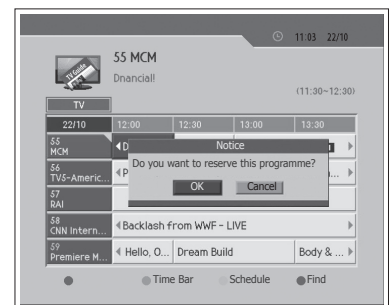 11:03 22/10
55 MCM
Dnancial!
TV Guide
(11:30~12:30)
TV
22/10 12:00 12:30 13:00 13:30
55 MCM
Notice
Do you want to reserve this programme?
OK Cancel
56 TV5-Americ...
57 RAI
58 CNN Intern... Backlash from WWF - LIVE
59 Premiere M... Hello, O... Dream Build Body & ...
Time Bar Schedule Find